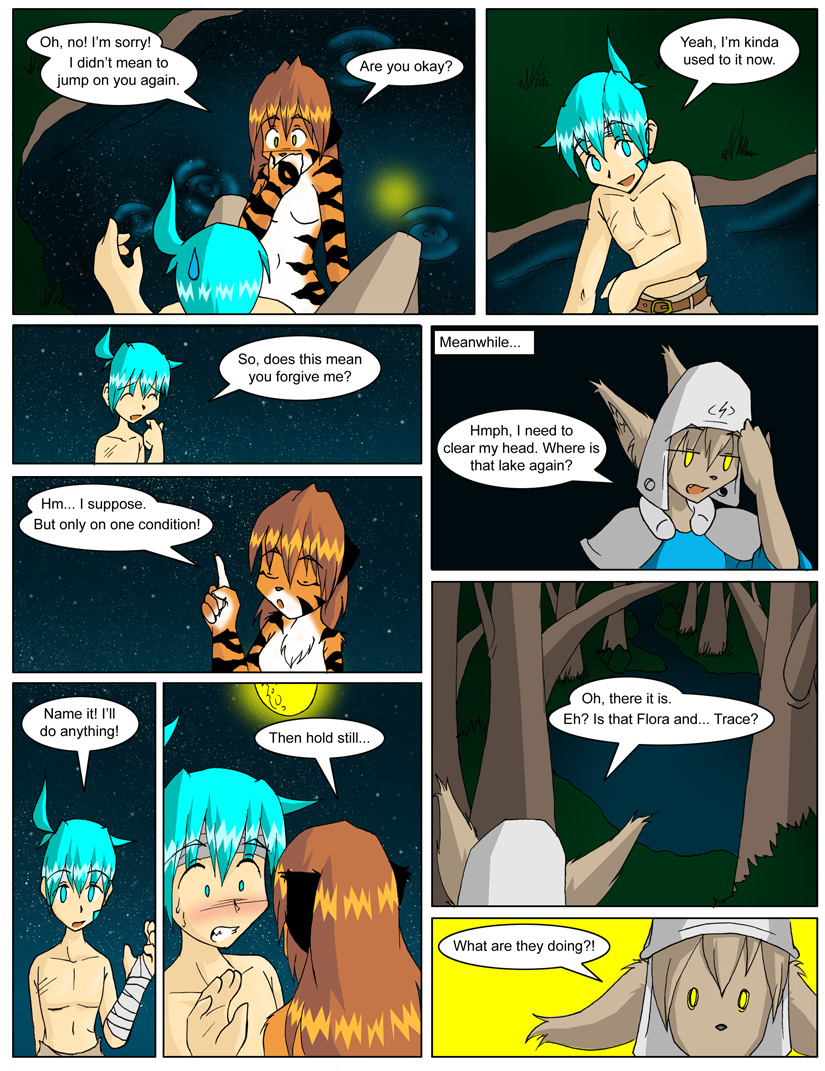 Oh, no! I'm sorry!
I didn't mean to
jump on you again.
Are you okay?
Yeah, I'm kinda
used to it now.
So, does this mean
you forgive me?
Hm... I suppose.
But only on one condition!
Name it! I'll
do anything!
Then hold still...
Meanwhile...
Hmph, I need to
clear my head. Where is
that lake again?
Oh, there it is.
Eh? Is that Flora and... Trace?
What are they doing?!